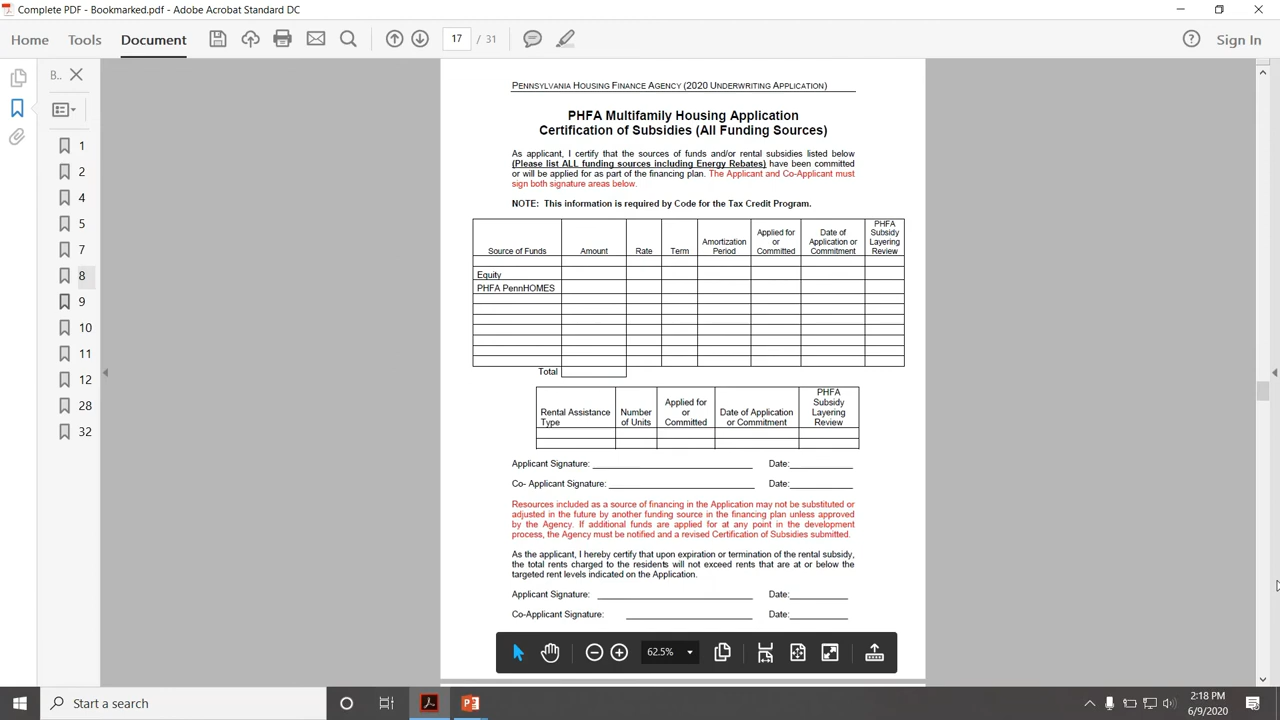 Complete PDF - Bookmarked.pdf - Adobe Acrobat Standard DC
Home Tools Document 17 / 31 Sign In
B...
1
2
4
5
7
8
9
10
11
12
28
32
PENNSYLVANIA HOUSING FINANCE AGENCY (2020 UNDERWRITING APPLICATION)
PHFA Multifamily Housing Application
Certification of Subsidies (All Funding Sources)
As applicant, I certify that the sources of funds and/or rental subsidies listed below
(Please list ALL funding sources including Energy Rebates) have been committed
or will be applied for as part of the financing plan. The Applicant and Co-Applicant must
sign both signature areas below.
NOTE: This information is required by Code for the Tax Credit Program.
Source of Funds Amount Rate Term Amortization Period Applied for or Committed Date of Application or Commitment PHFA Subsidy Layering Review
Equity
PHFA PennHOMES
Total
Rental Assistance Type Number of Units Applied for or Committed Date of Application or Commitment PHFA Subsidy Layering Review
Applicant Signature: Date:
Co- Applicant Signature: Date:
Resources included as a source of financing in the Application may not be substituted or
adjusted in the future by another funding source in the financing plan unless approved
by the Agency. If additional funds are applied for at any point in the development
process, the Agency must be notified and a revised Certification of Subsidies submitted.
As the applicant, I hereby certify that upon expiration or termination of the rental subsidy,
the total rents charged to the residents will not exceed rents that are at or below the
targeted rent levels indicated on the Application.
Applicant Signature: Date:
Co-Applicant Signature: Date:
62.5%
Start a search
2:18 PM
6/9/2020